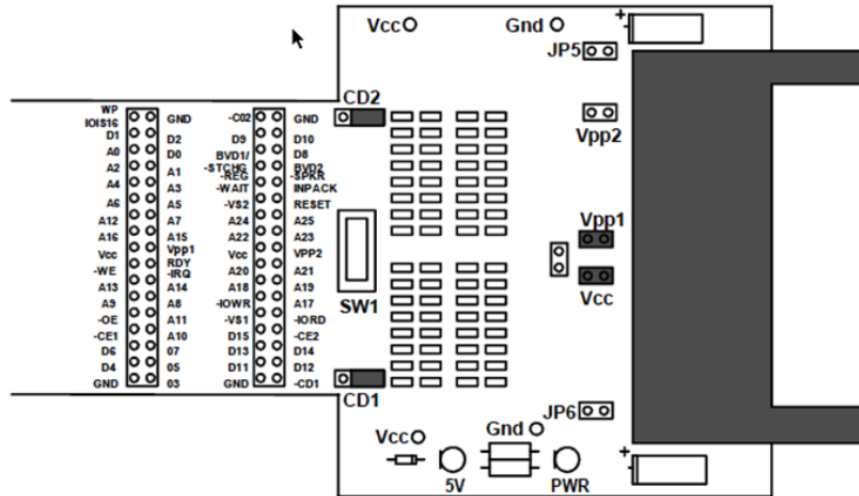 Vcc
Gnd
+
JP5
Vpp2
Vpp1
Vcc
JP6
CD2
SW1
CD1
WP
IOIS16
D1
A0
A2
A4
A6
A12
A16
Vcc
-WE
A13
A9
-OE
-CE1
D6
D4
GND
GND
D2
D0
A1
A3
A5
A7
A15
Vpp1
RDY
-IRQ
A14
A8
A11
A10
07
05
03
-C02
D9
BVD1/
-STCHG
-REG
-WAIT
-VS2
A24
A22
Vcc
A20
A18
-IOWR
-VS1
D15
D13
D11
GND
GND
D10
D8
BVD2
-SPKR
INPACK
RESET
A25
A23
VPP2
A21
A19
A17
-IORD
-CE2
D14
D12
-CD1
Vcc
Gnd
+
5V
PWR